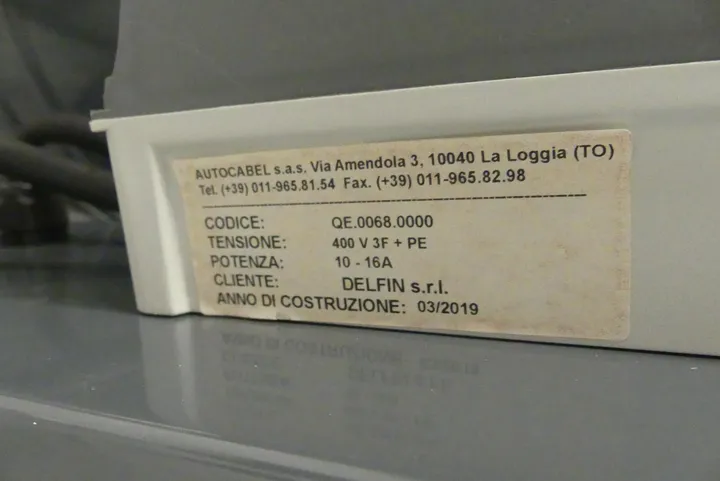 AUTOCABEL s.a.s. Via Amendola 3, 10040 La Loggia (TO)
Tel. (+39) 011-965.81.54 Fax. (+39) 011-965.82.98
CODICE: QE.0068.0000
TENSIONE: 400 V 3F + PE
POTENZA: 10 - 16A
CLIENTE: DELFIN s.r.l.
ANNO DI COSTRUZIONE: 03/2019